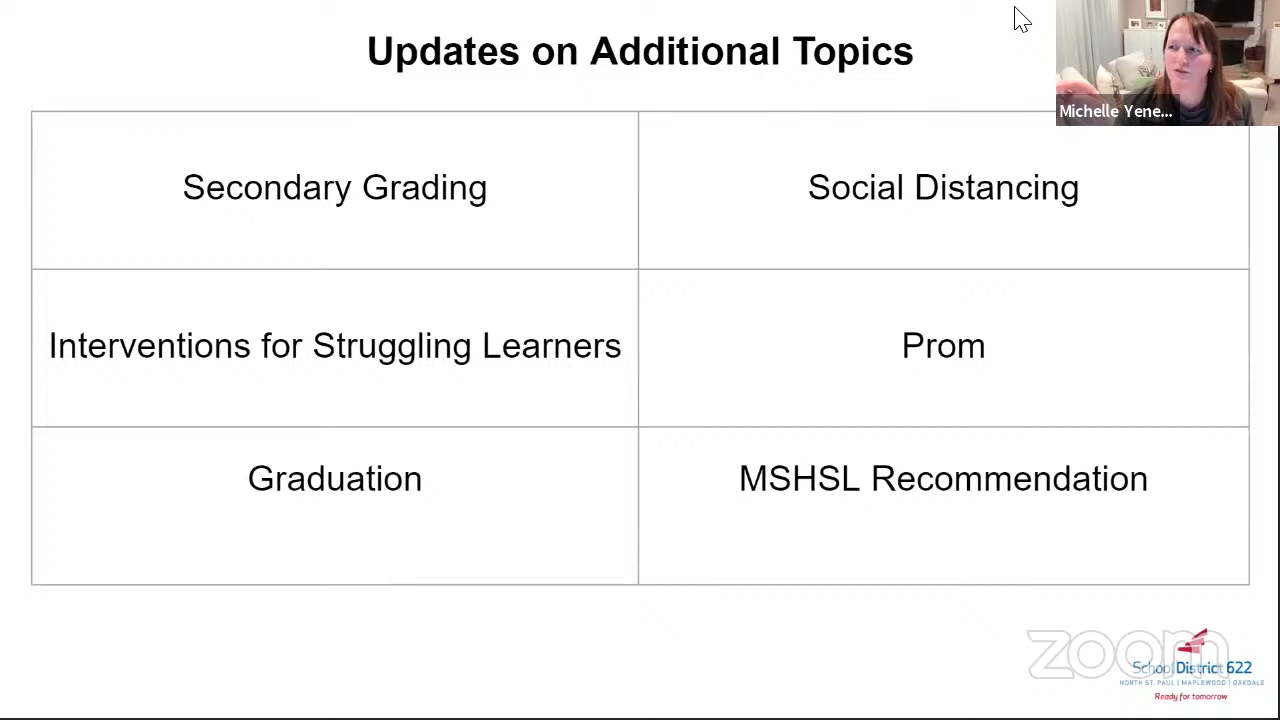 Updates on Additional Topics
Michelle Yene...
Secondary Grading
Social Distancing
Interventions for Struggling Learners
Prom
Graduation
MSHSL Recommendation
zoom
School District 622
NORTH ST. PAUL | MAPLEWOOD | OAKDALE
Ready for tomorrow